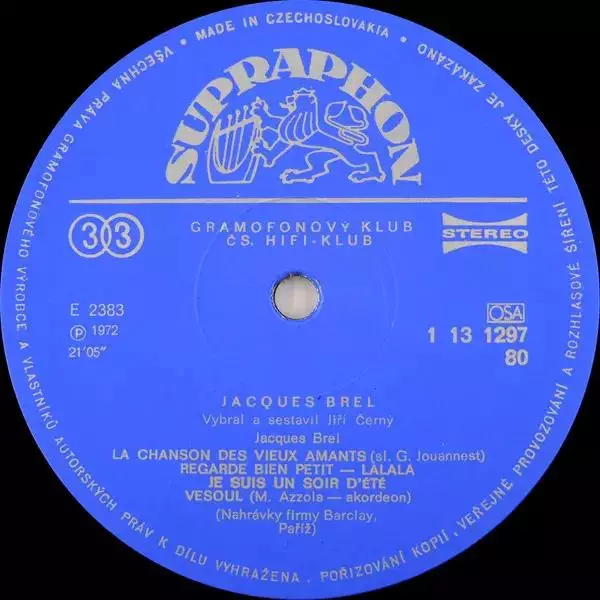 • MADE IN CZECHOSLOVAKIA •
VŠECHNA PRÁVA GRAMOFONOVÉHO VÝROBCE A VLASTNÍKŮ AUTORSKÝCH PRÁV K DÍLU VYHRAŽENA. POŘIZOVÁNÍ KOPIÍ, VEŘEJNÉ PROVOZOVÁNÍ A ROZHLASOVÉ ŠÍŘENÍ TÉTO DESKY JE ZAKÁZÁNO
SUPRAPHON
33
GRAMOFONOVÝ KLUB
ČS. HIFI-KLUB
STEREO
E 2383
OSA
Ⓟ 1972
1 13 1297
21'05"
80
JACQUES BREL
Vybral a sestavil Jiří Černý
Jacques Brel
LA CHANSON DES VIEUX AMANTS (sl. G. Jouannest)
REGARDE BIEN PETIT — LALALA
JE SUIS UN SOIR D'ÉTÉ
VESOUL (M. Azzola — akordeon)
(Nahrávky firmy Barclay,
Paříž)